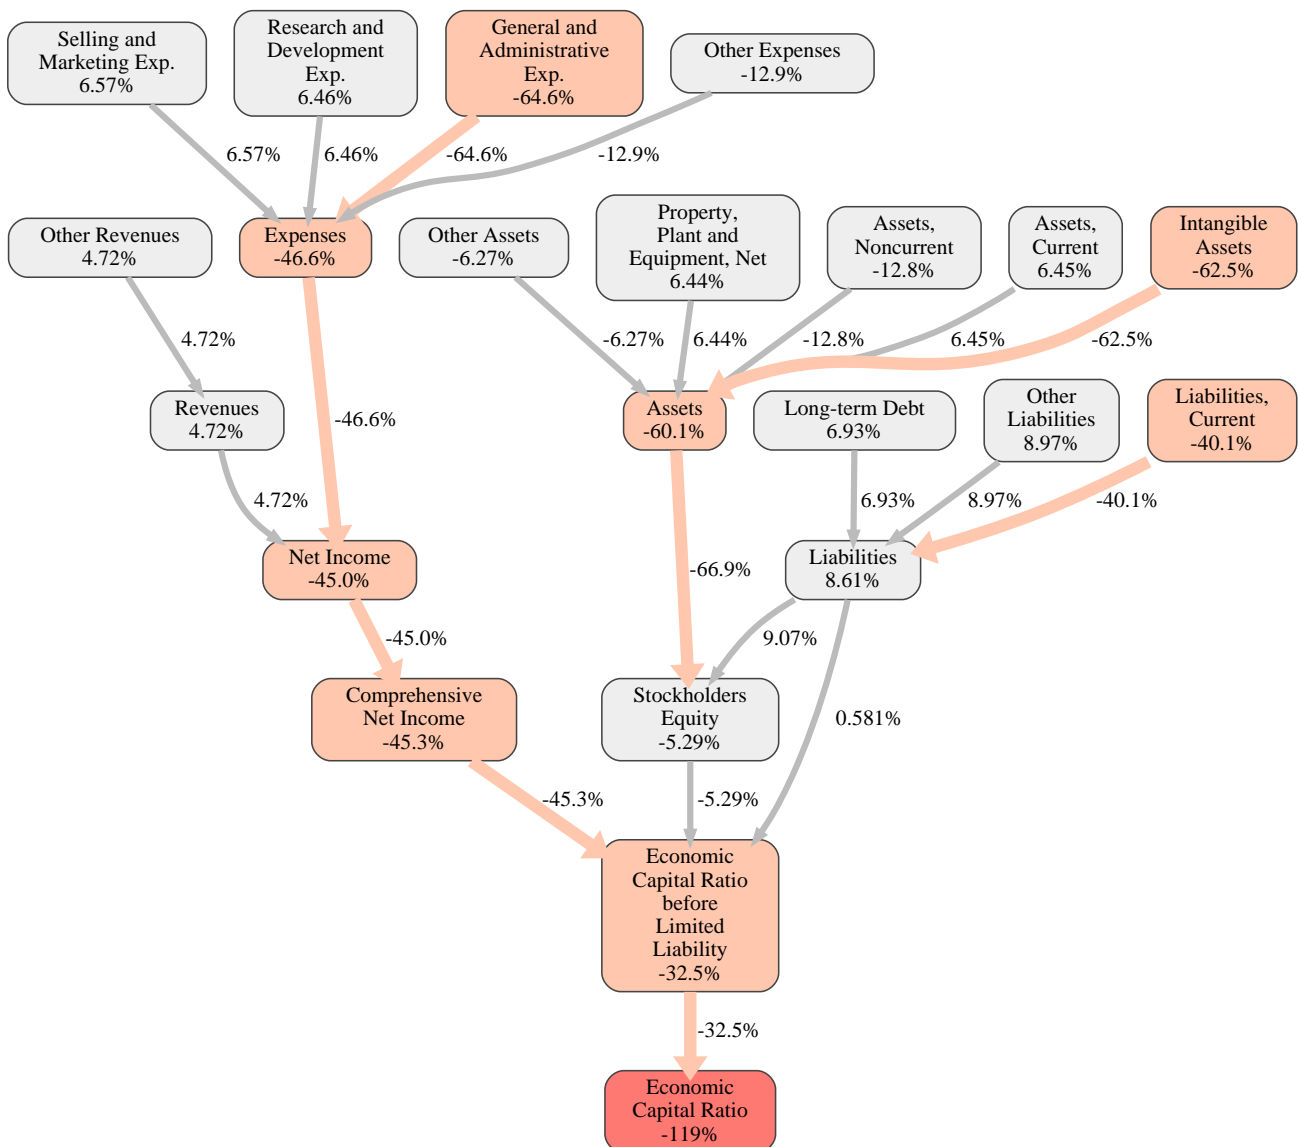 Selling and
Marketing Exp.
6.57%
Research and
Development
Exp.
6.46%
General and
Administrative
Exp.
-64.6%
Other Expenses
-12.9%
6.57%
6.46%
-64.6%
-12.9%
Other Revenues
4.72%
Expenses
-46.6%
Other Assets
-6.27%
Property,
Plant and
Equipment, Net
6.44%
Assets,
Noncurrent
-12.8%
Assets,
Current
6.45%
Intangible
Assets
-62.5%
4.72%
-6.27%
6.44%
-12.8%
6.45%
-62.5%
Revenues
4.72%
-46.6%
Assets
-60.1%
Long-term Debt
6.93%
Other
Liabilities
8.97%
Liabilities,
Current
-40.1%
4.72%
6.93%
8.97%
-40.1%
Net Income
-45.0%
-66.9%
Liabilities
8.61%
-45.0%
9.07%
0.581%
Comprehensive
Net Income
-45.3%
Stockholders
Equity
-5.29%
-45.3%
-5.29%
Economic
Capital Ratio
before
Limited
Liability
-32.5%
-32.5%
Economic
Capital Ratio
-119%